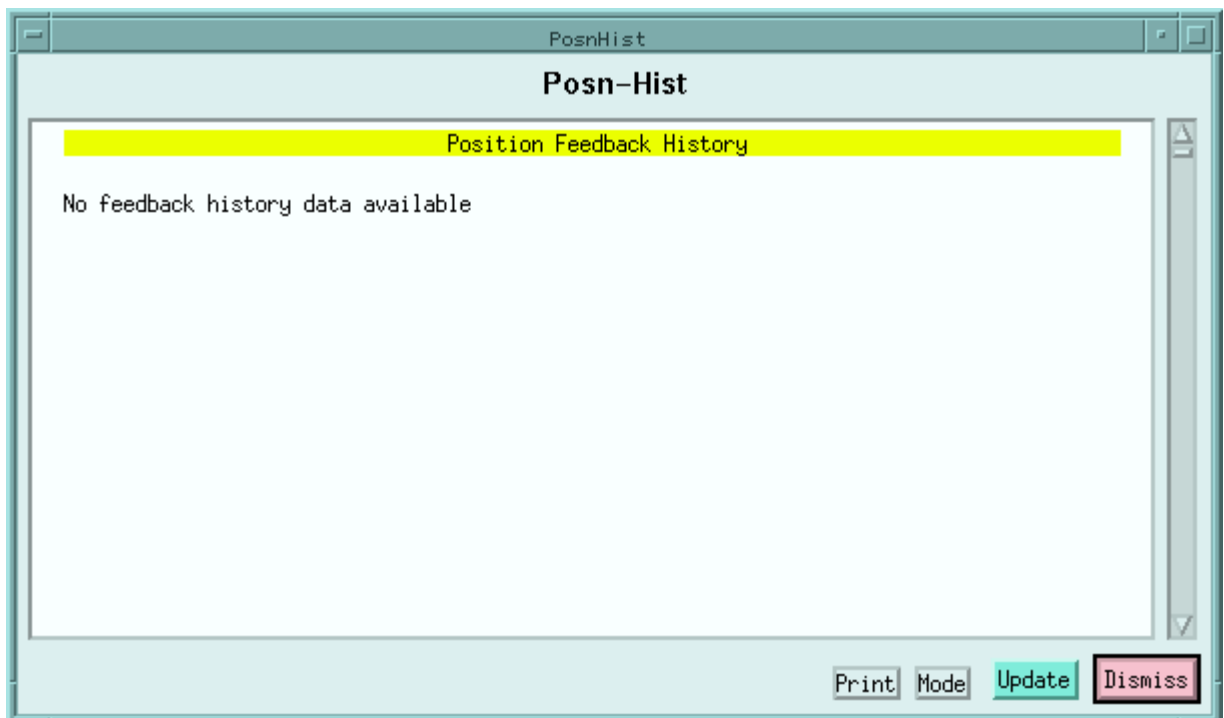 PosnHist
Posn-Hist
Position Feedback History
No feedback history data available
Print Mode Update Dismiss